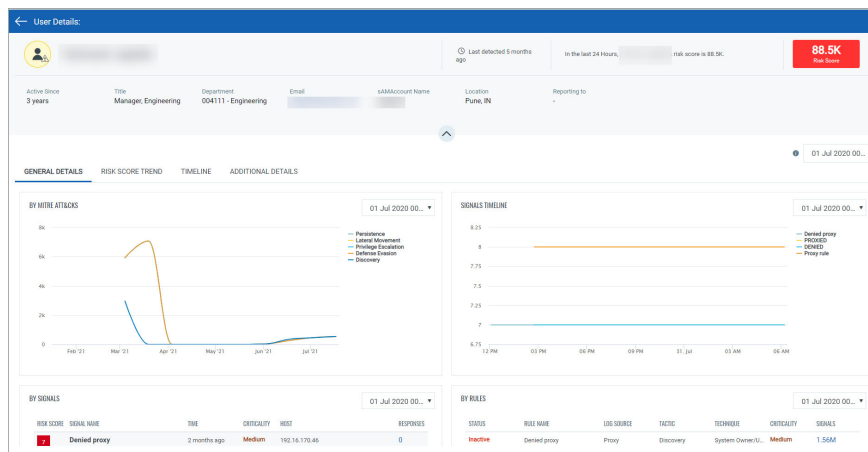 User Details:
Last detected 5 months ago
In the last 24 Hours, risk score is 88.5K.
88.5K
Risk Score
Active Since
3 years
Title
Manager, Engineering
Department
004111 - Engineering
Email
sAMAccount Name
Location
Pune, IN
Reporting to
-
01 Jul 2020 00...
GENERAL DETAILS RISK SCORE TREND TIMELINE ADDITIONAL DETAILS
BY MITRE ATT&CKS
01 Jul 2020 00... ▾
8k
6k
4k
2k
0
Feb '21 Mar '21 Apr '21 May '21 Jun '21 Jul '21
Persistence
Lateral Movement
Privilege Escalation
Defense Evasion
Discovery
SIGNALS TIMELINE
01 Jul 2020 00... ▾
8.25
8
7.75
7.5
7.25
7
6.75
12 PM 03 PM 06 PM 09 PM 31. Jul 03 AM 06 AM
Denied proxy
PROXIED
DENIED
Proxy rule
BY SIGNALS
01 Jul 2020 00... ▾
RISK SCORE SIGNAL NAME TIME CRITICALITY HOST RESPONSES
7 Denied proxy 2 months ago Medium 192.16.170.46 0
BY RULES
01 Jul 2020 00... ▾
STATUS RULE NAME LOG SOURCE TACTIC TECHNIQUE CRITICALITY SIGNALS
Inactive Denied proxy Proxy Discovery System Owner/U... Medium 1.56M